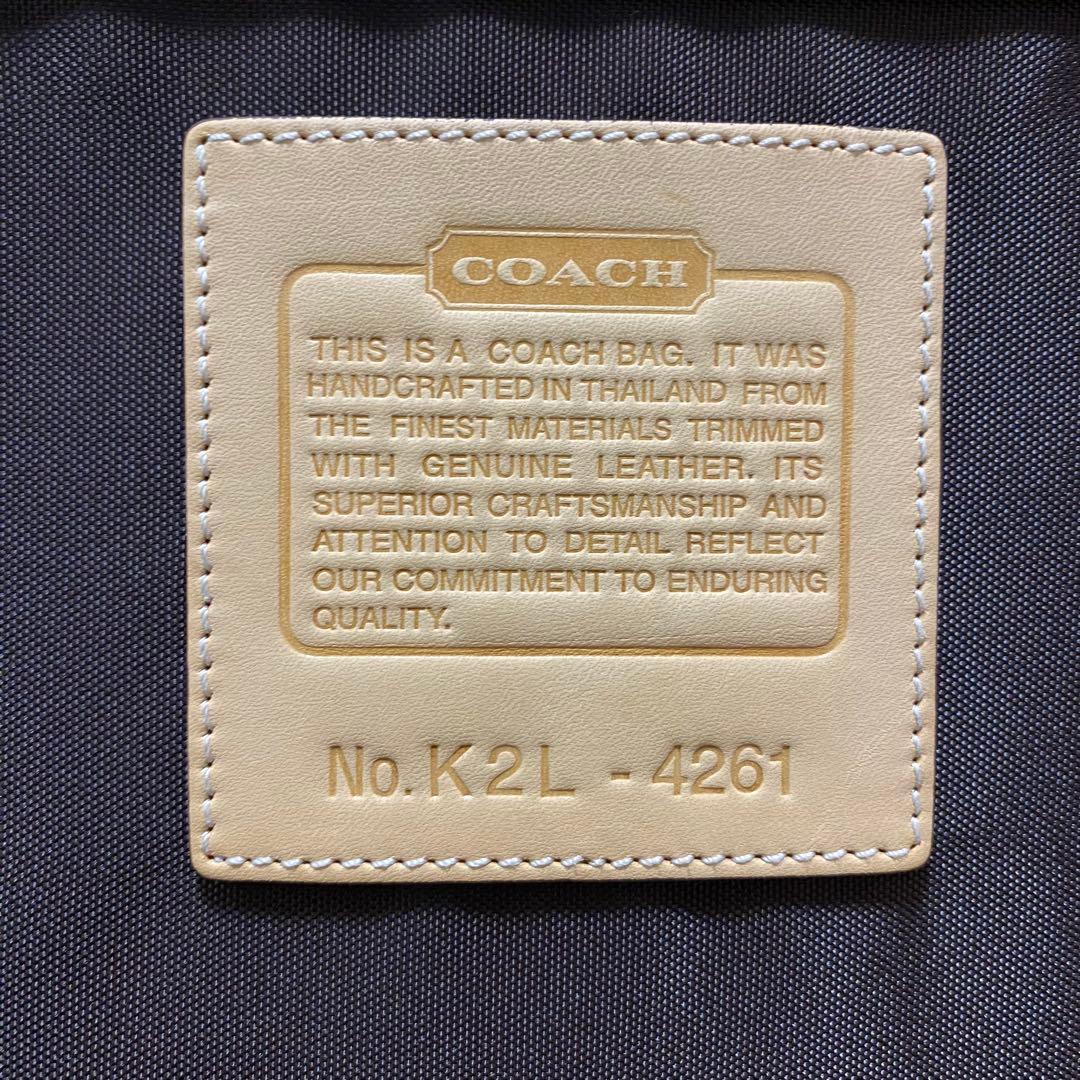 COACH
THIS IS A COACH BAG. IT WAS
HANDCRAFTED IN THAILAND FROM
THE FINEST MATERIALS TRIMMED
WITH GENUINE LEATHER. ITS
SUPERIOR CRAFTSMANSHIP AND
ATTENTION TO DETAIL REFLECT
OUR COMMITMENT TO ENDURING
QUALITY.
No. K2L - 4261